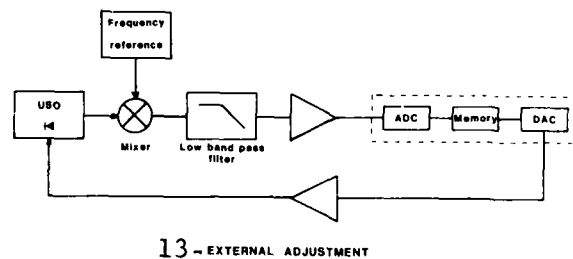 Frequency
reference
USO
Mixer
Low band pass
filter
ADC
Memory
DAC
13 - EXTERNAL ADJUSTMENT